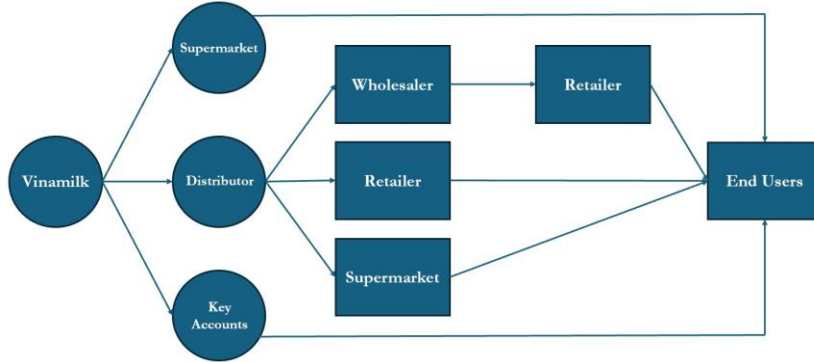 Supermarket
Wholesaler
Retailer
Vinamilk
Distributor
Retailer
End Users
Supermarket
Key
Accounts